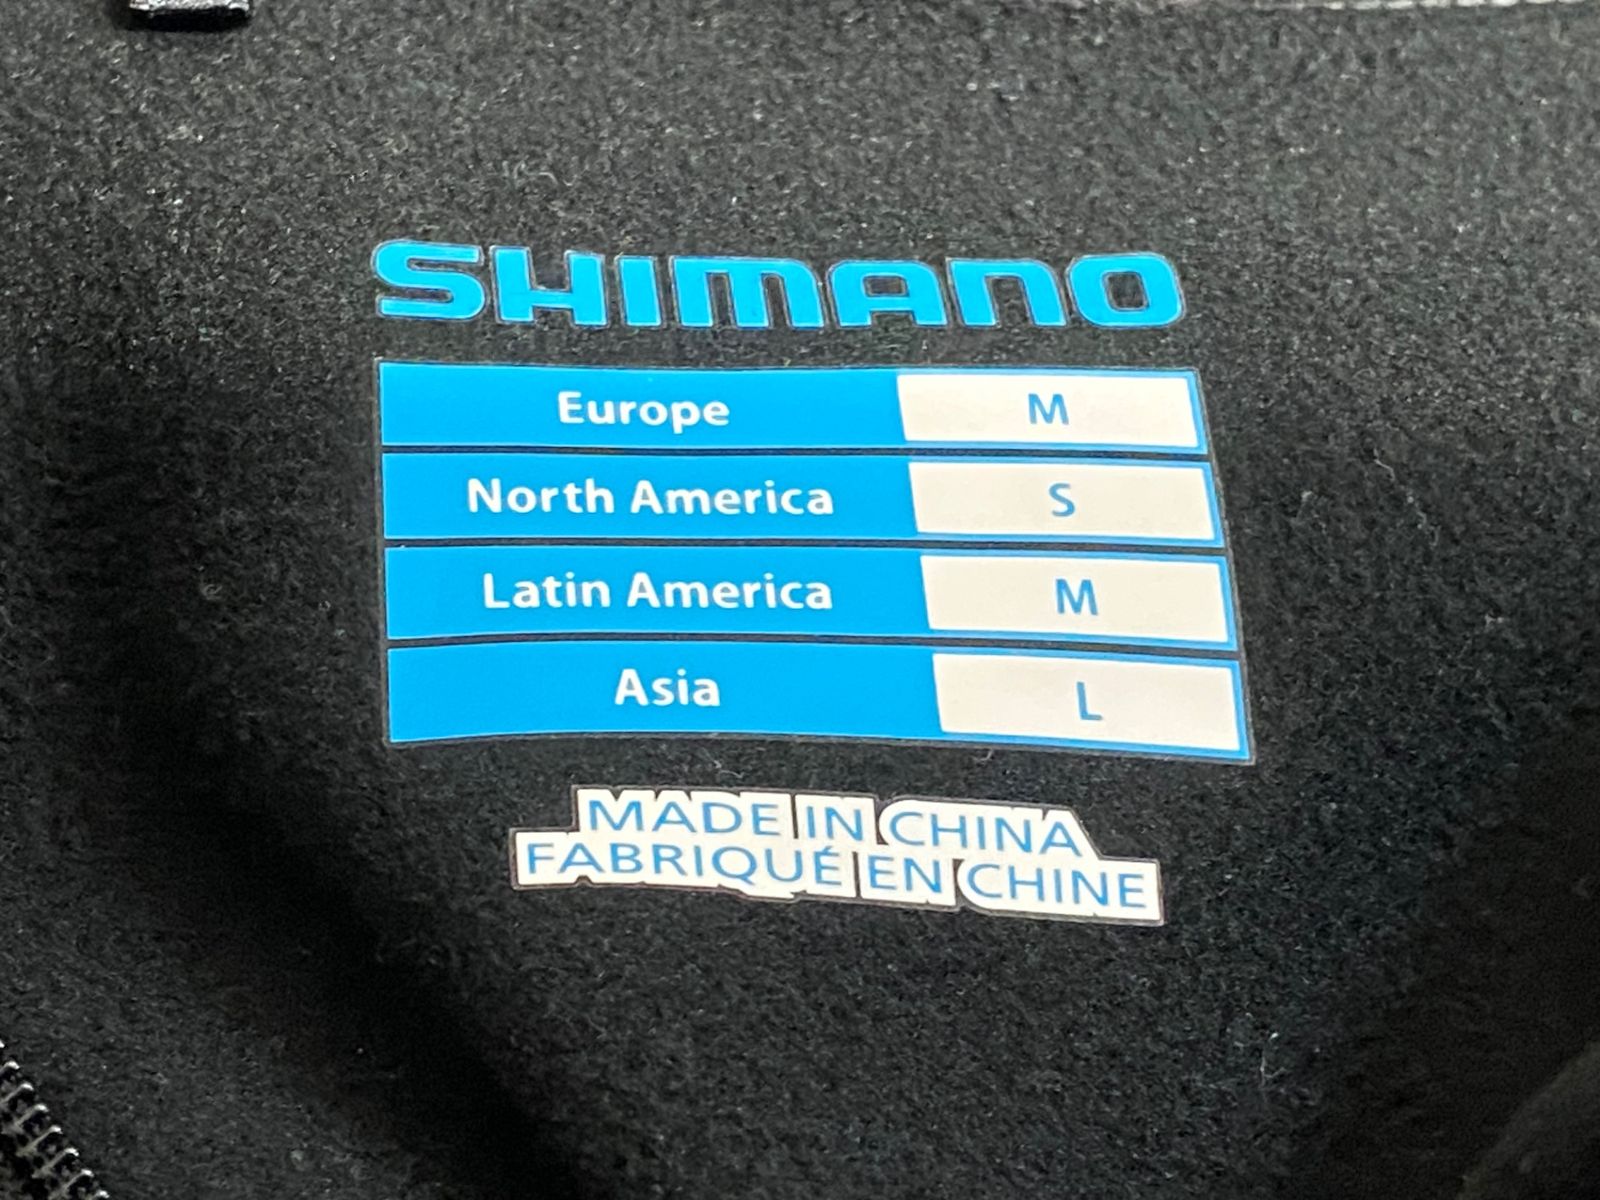 SHIMANO
Europe M
North America S
Latin America M
Asia L
MADE IN CHINA
FABRIQUÉ EN CHINE